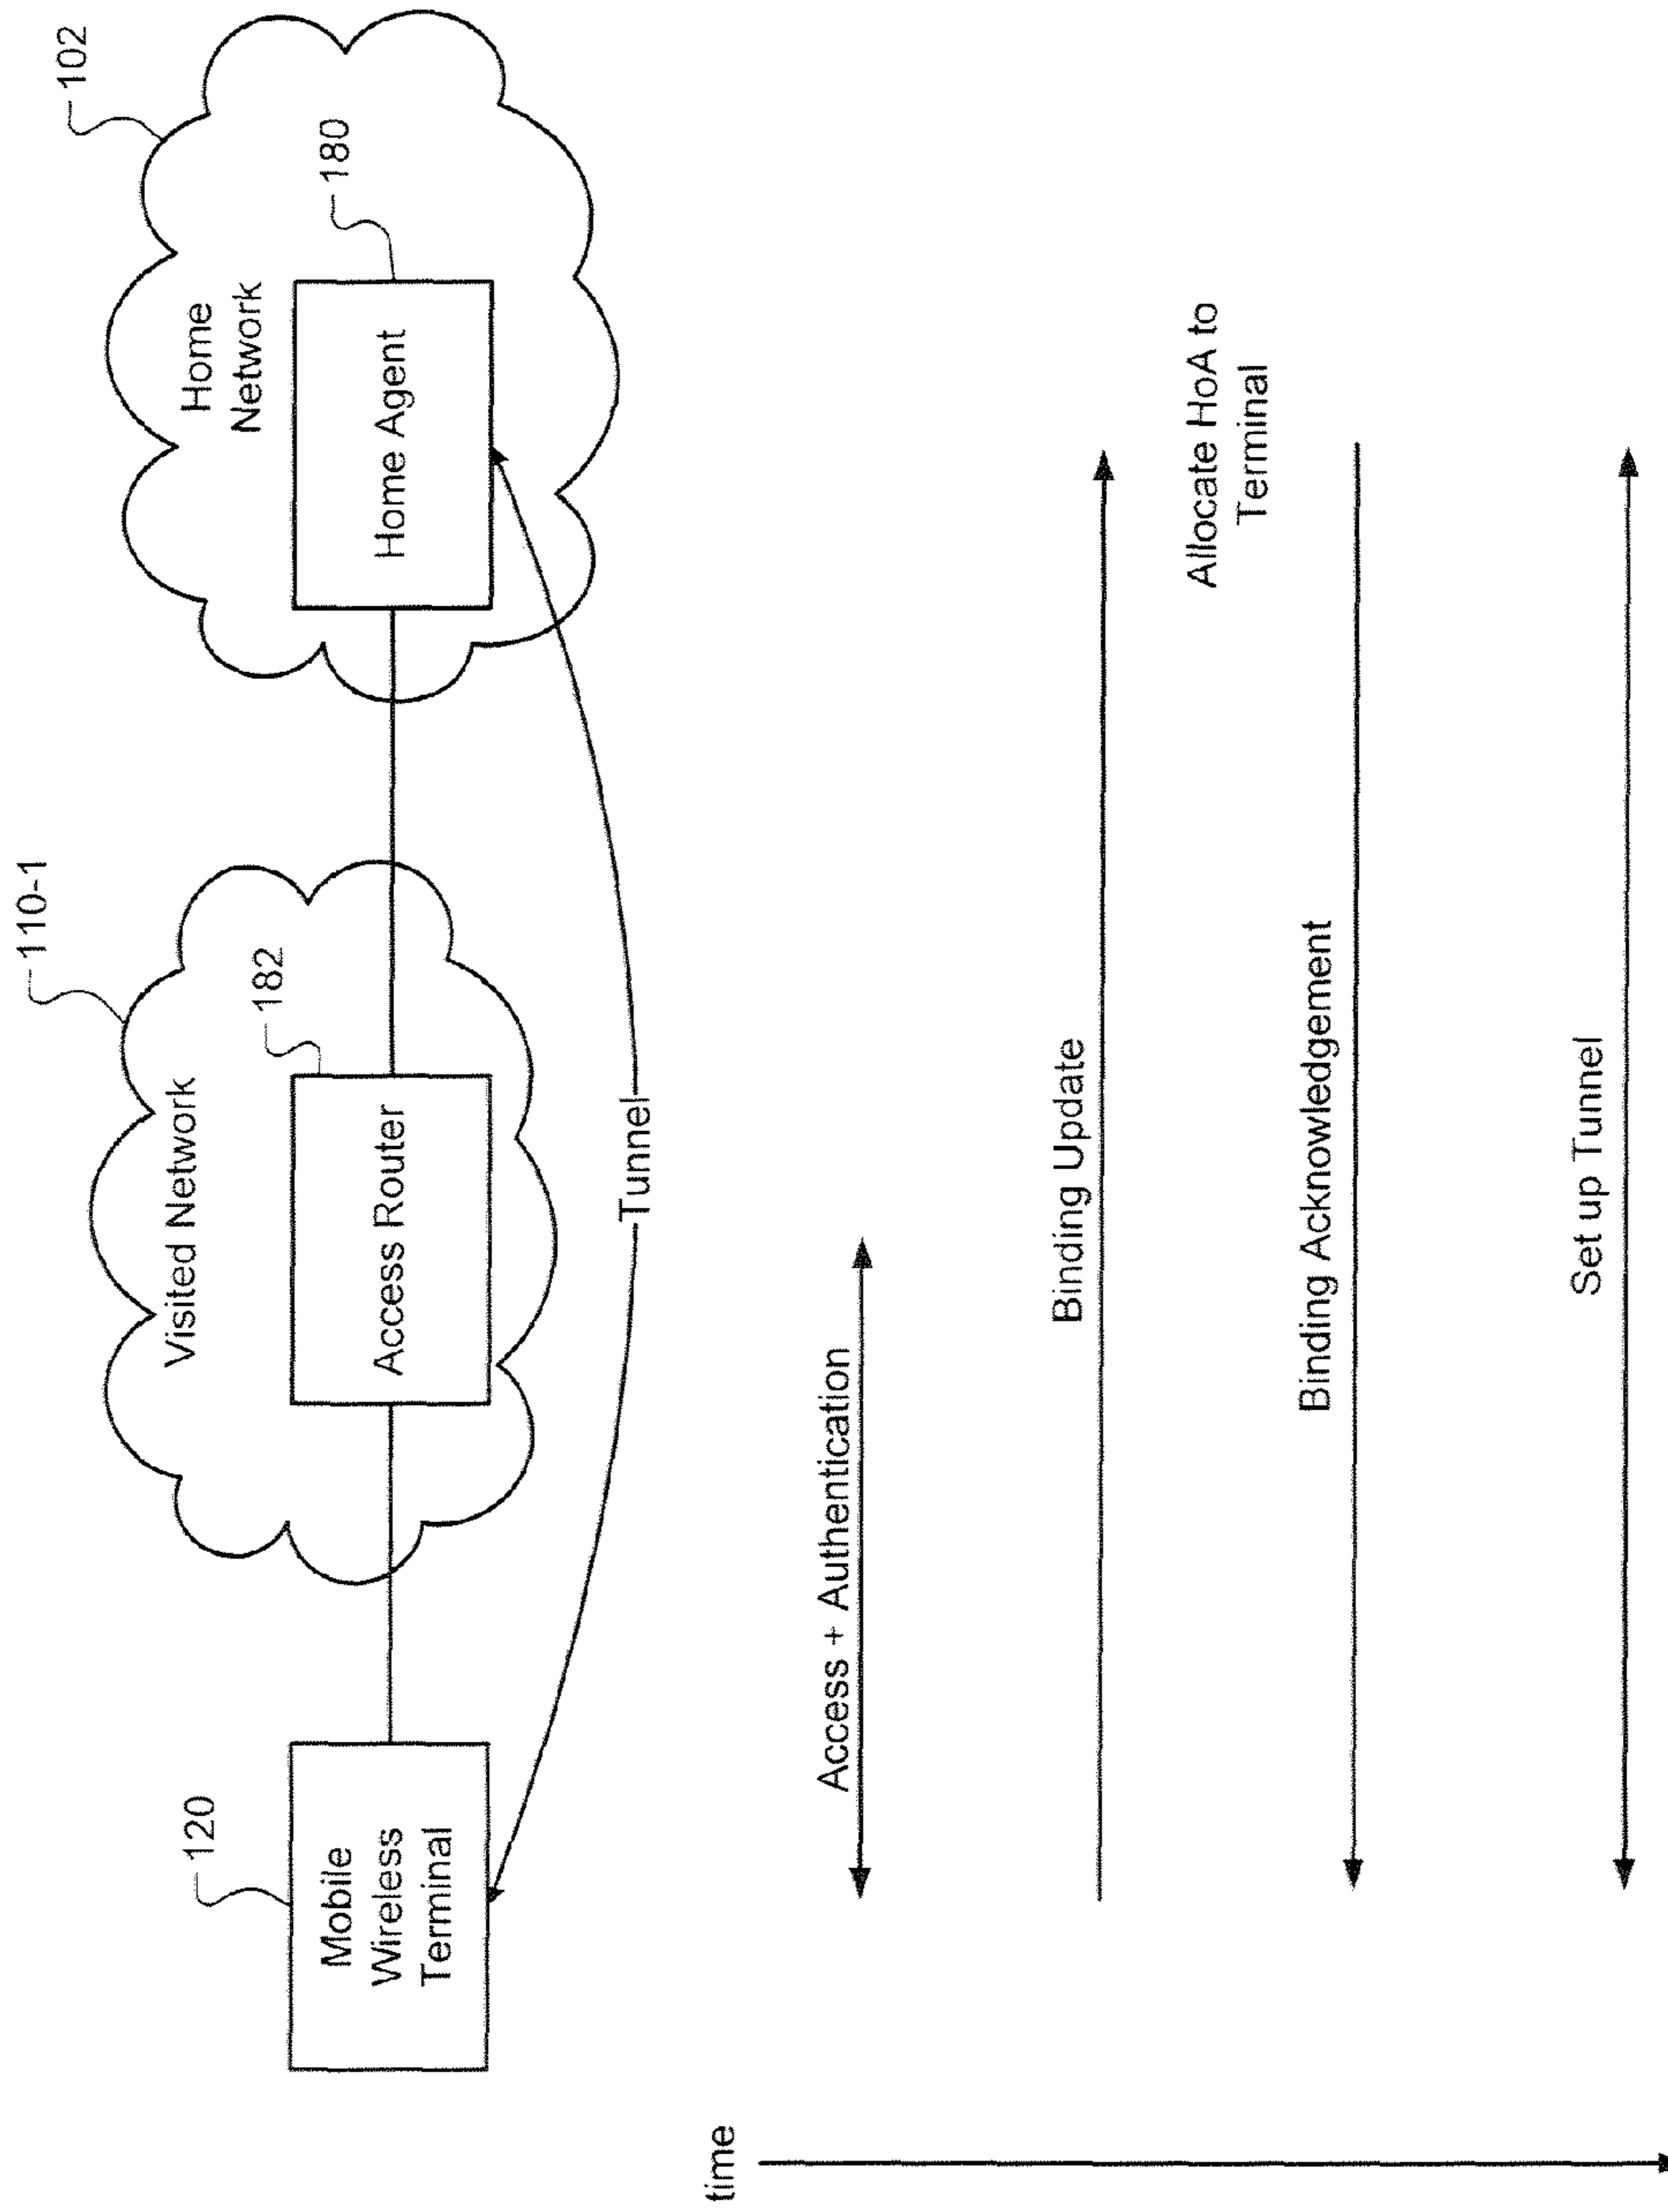 102
110-1
Home
Network
180
Visited Network
182
120
Mobile
Wireless
Terminal
Access Router
Home Agent
Tunnel
time
Access + Authentication
Binding Update
Allocate HoA to
Terminal
Binding Acknowledgement
Set up Tunnel